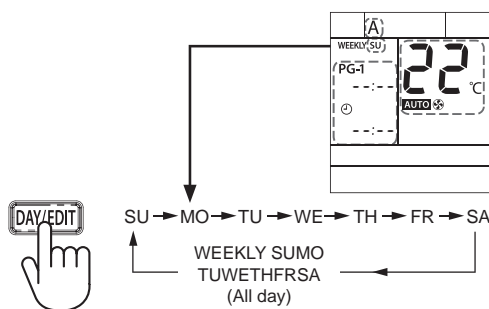 A
WEEKLY SU
PG-1
--:--
--:--
22 °C
AUTO
DAY/EDIT
SU → MO → TU → WE → TH → FR → SA
WEEKLY SUMO
TUWETHFRSA
(All day)